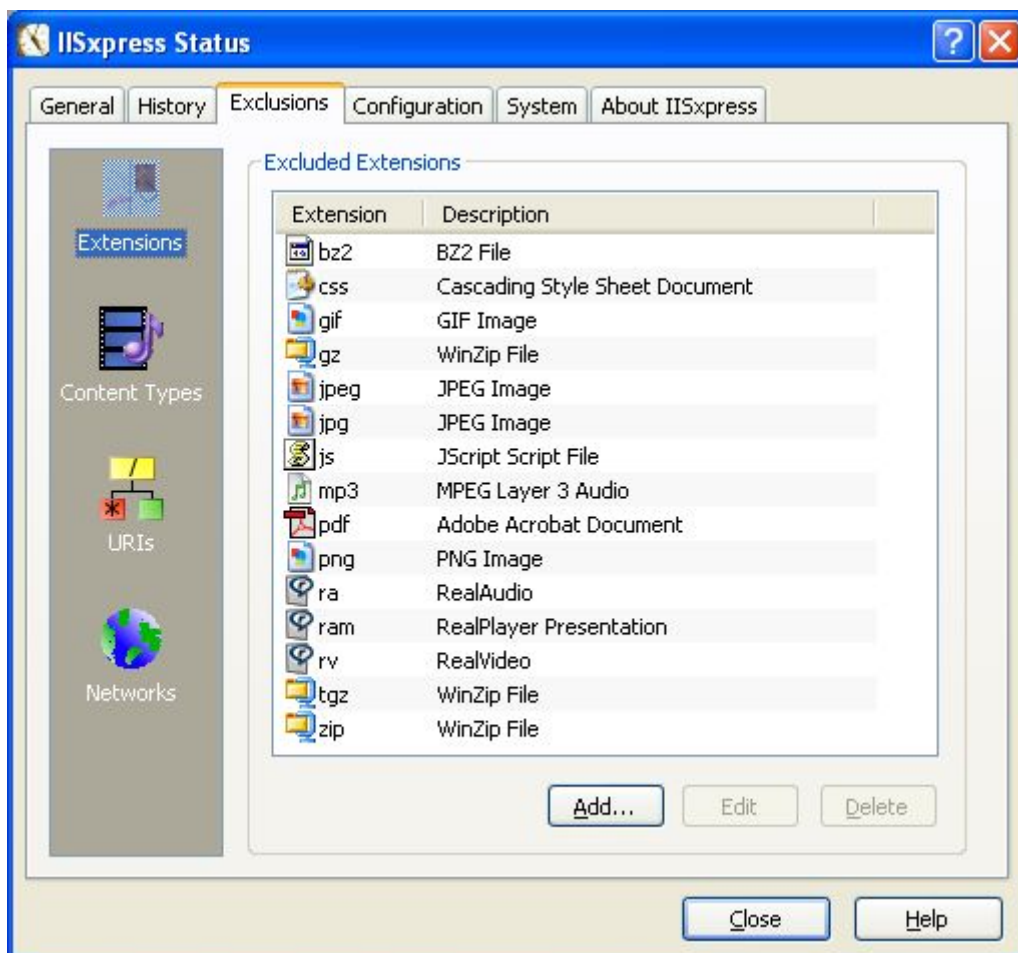 IISxpress Status
General History Exclusions Configuration System About IISxpress
Extensions
Content Types
URIs
Networks
Excluded Extensions
Extension Description
bz2 BZ2 File
css Cascading Style Sheet Document
gif GIF Image
gz WinZip File
jpeg JPEG Image
jpg JPEG Image
js JScript Script File
mp3 MPEG Layer 3 Audio
pdf Adobe Acrobat Document
png PNG Image
ra RealAudio
ram RealPlayer Presentation
rv RealVideo
tgz WinZip File
zip WinZip File
Add... Edit Delete
Close Help